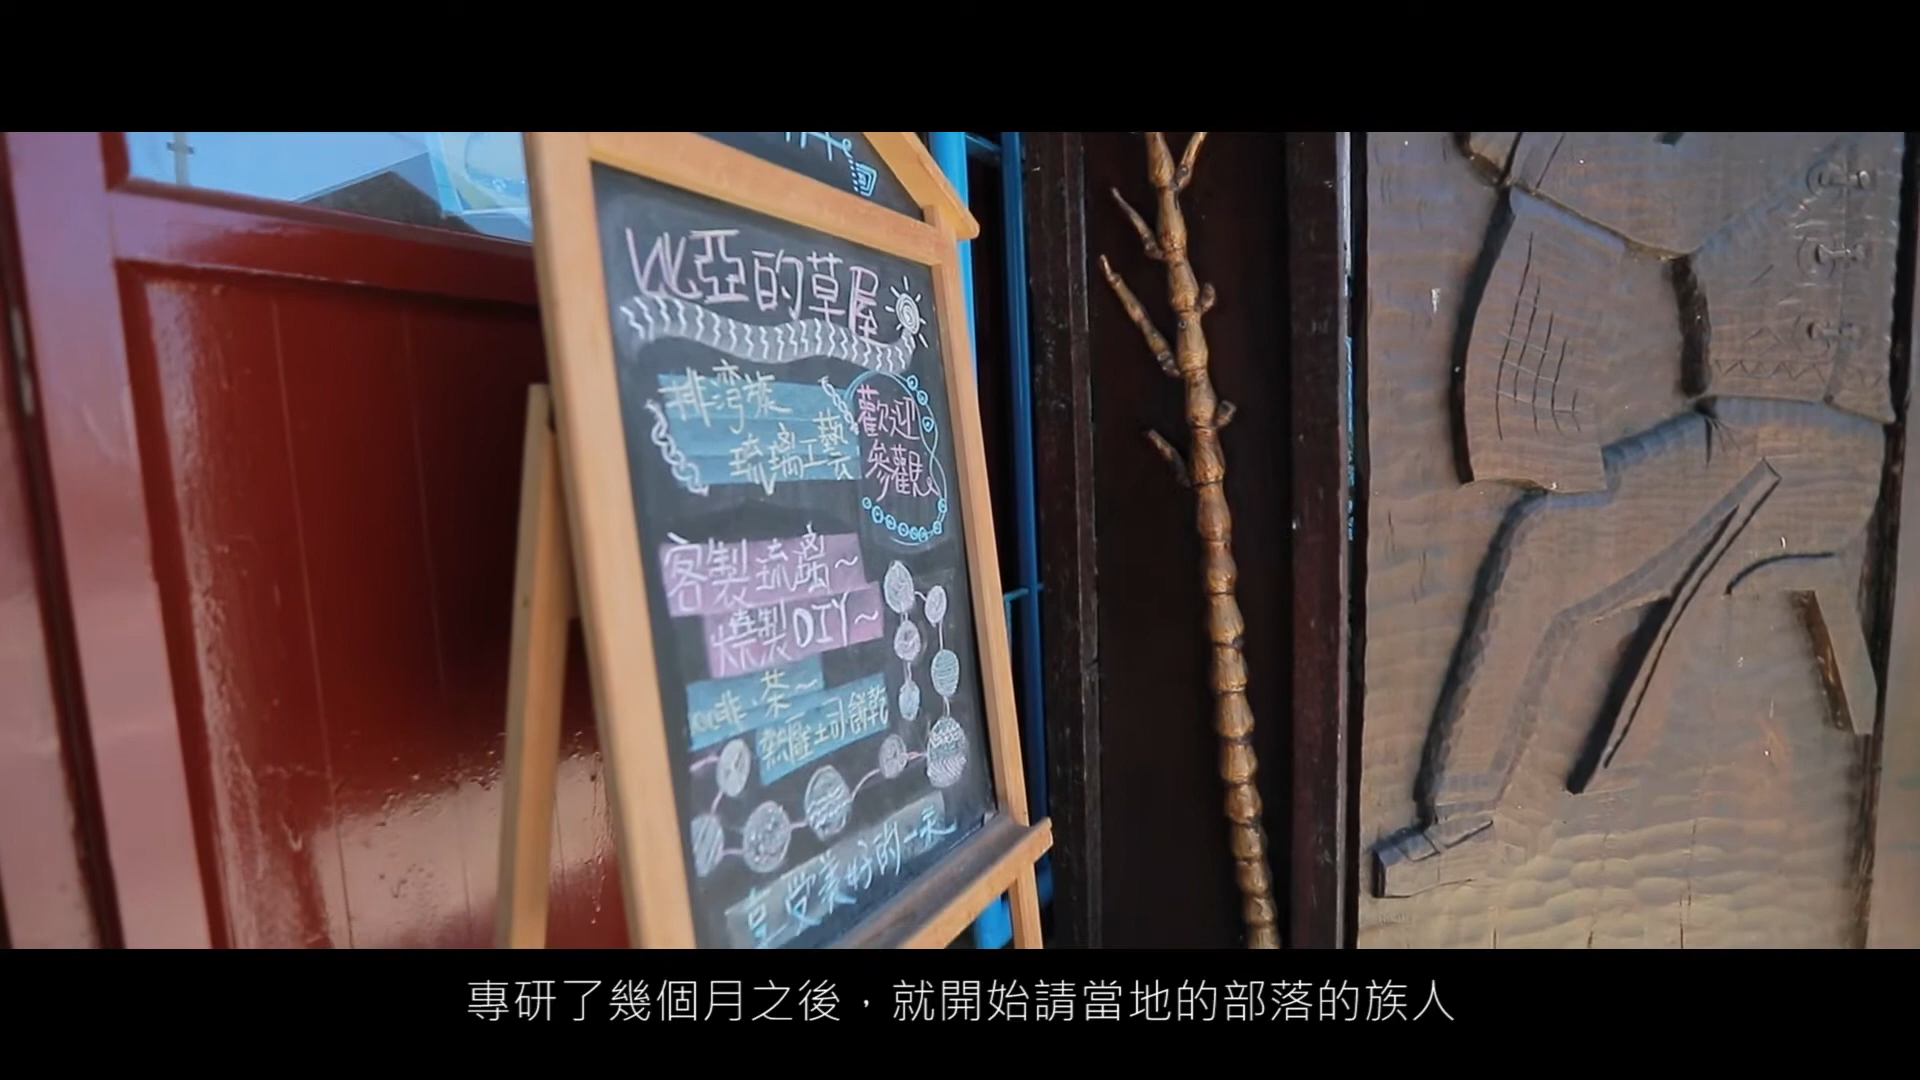 亞的草屋
排湾族
琉璃工藝
歡迎
參觀
客製琉璃~
燒製DIY~
咖啡·茶~
熱壓土司餅乾
享受美好的一天
專研了幾個月之後，就開始請當地的部落的族人